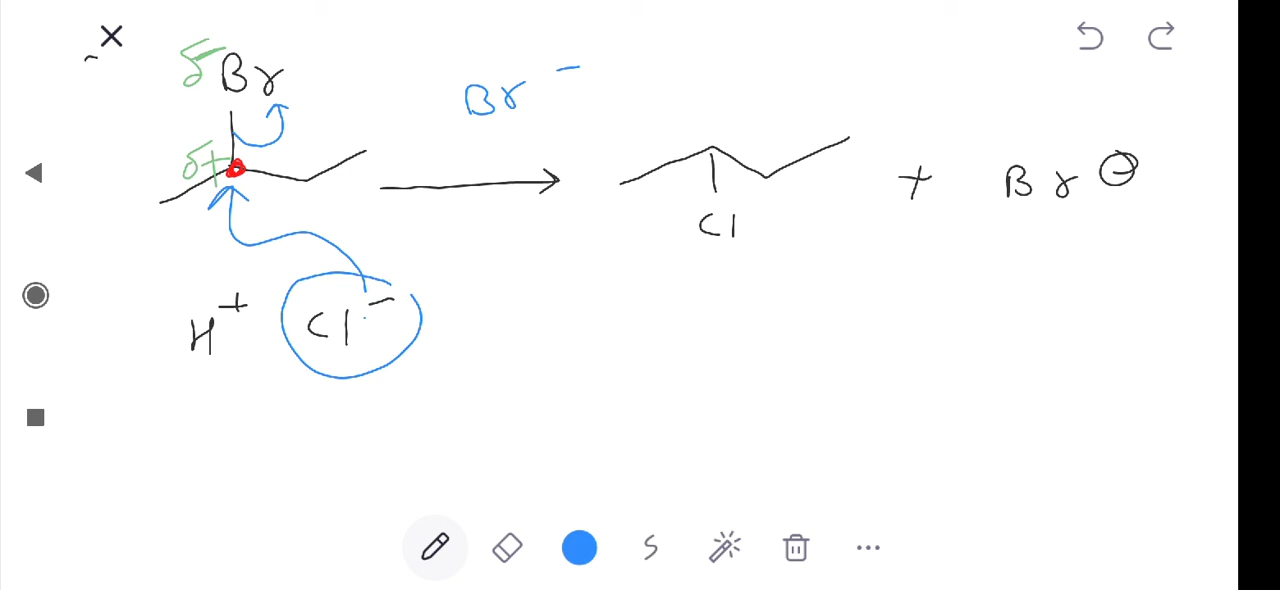 δ- Br
Br -
δ+
+ Br ⊖
Cl
H+ Cl -